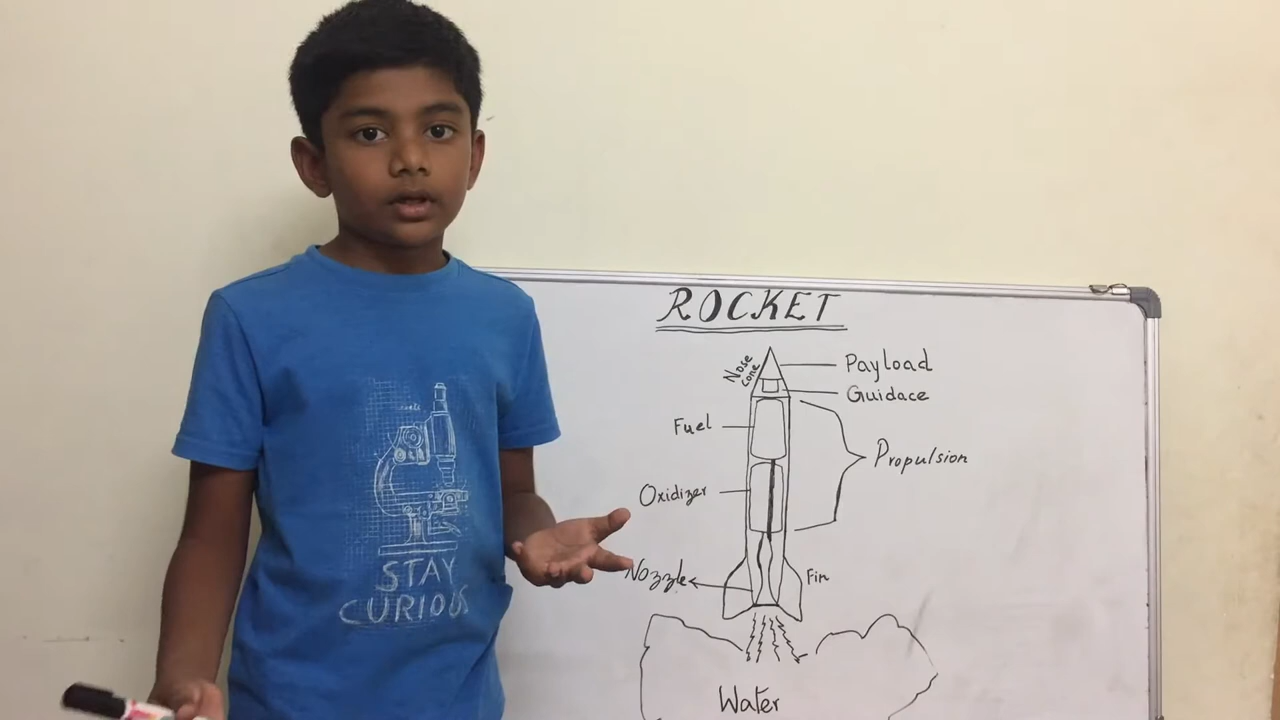 ROCKET
Nose cone
Payload
Guidace
Fuel
Propulsion
Oxidizer
Nozzle
Fin
Water
STAY
CURIOUS